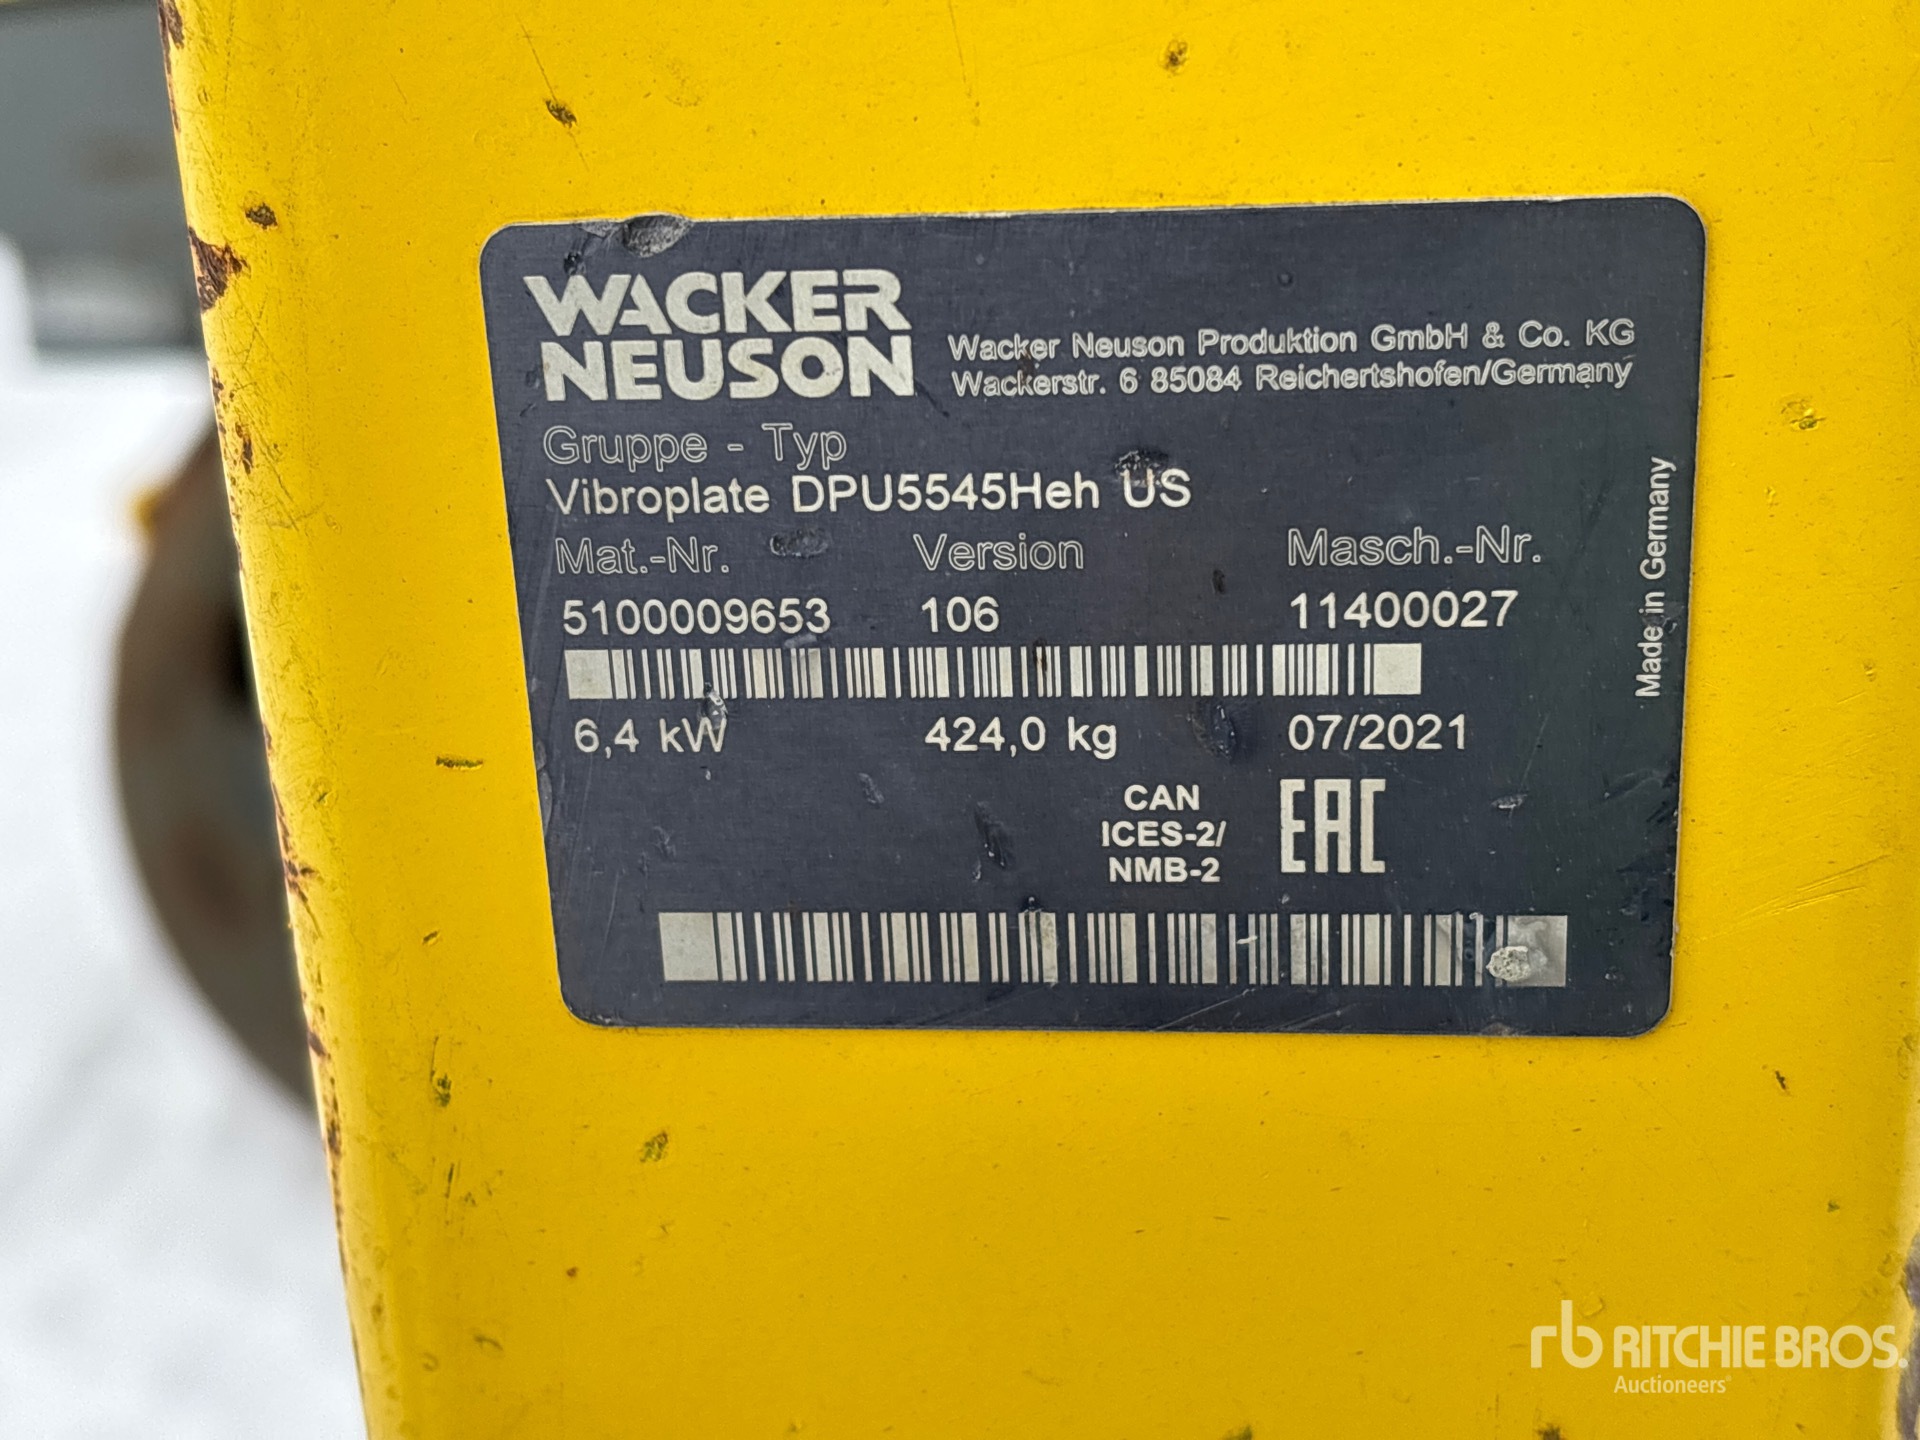 WACKER
NEUSON
Wacker Neuson Produktion GmbH & Co. KG
Wackerstr. 6 85084 Reichertshofen/Germany
Gruppe - Typ
Vibroplate DPU5545Heh US
Mat.-Nr. Version Masch.-Nr.
5100009653 106 11400027
6,4 kW 424,0 kg 07/2021
CAN
ICES-2/
NMB-2
EAC
Made in Germany
rb RITCHIE BROS.
Auctioneers